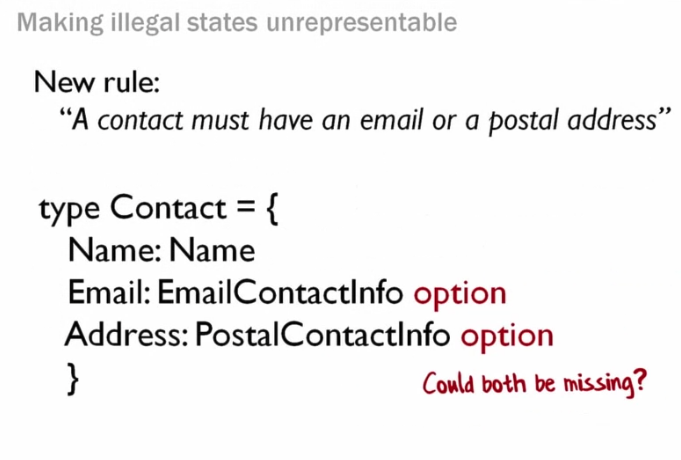 Making illegal states unrepresentable
New rule:
“A contact must have an email or a postal address”
type Contact = {
Name: Name
Email: EmailContactInfo option
Address: PostalContactInfo option
}
Could both be missing?